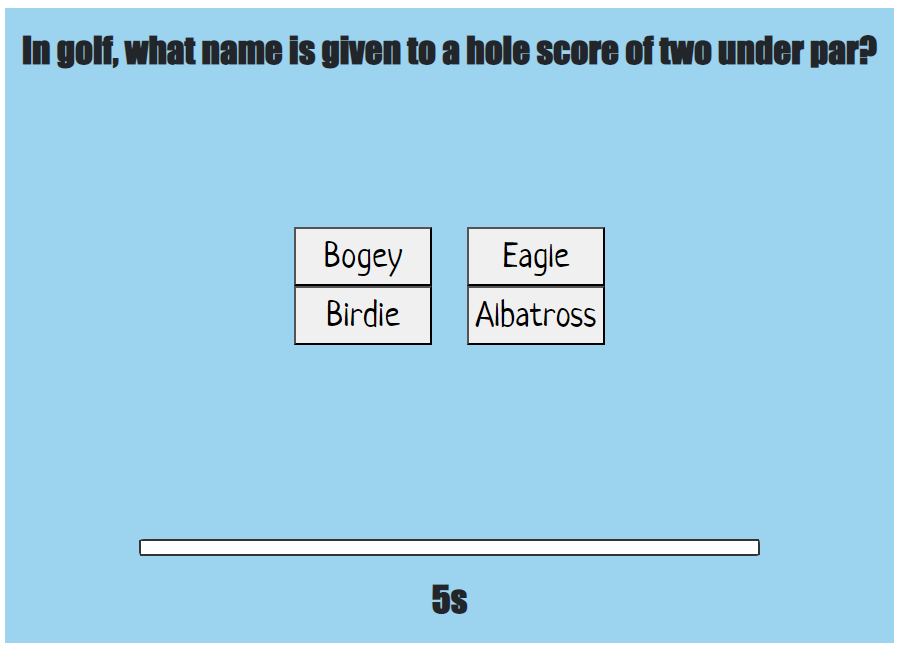 In golf, what name is given to a hole score of two under par?
Bogey Eagle
Birdie Albatross
5s